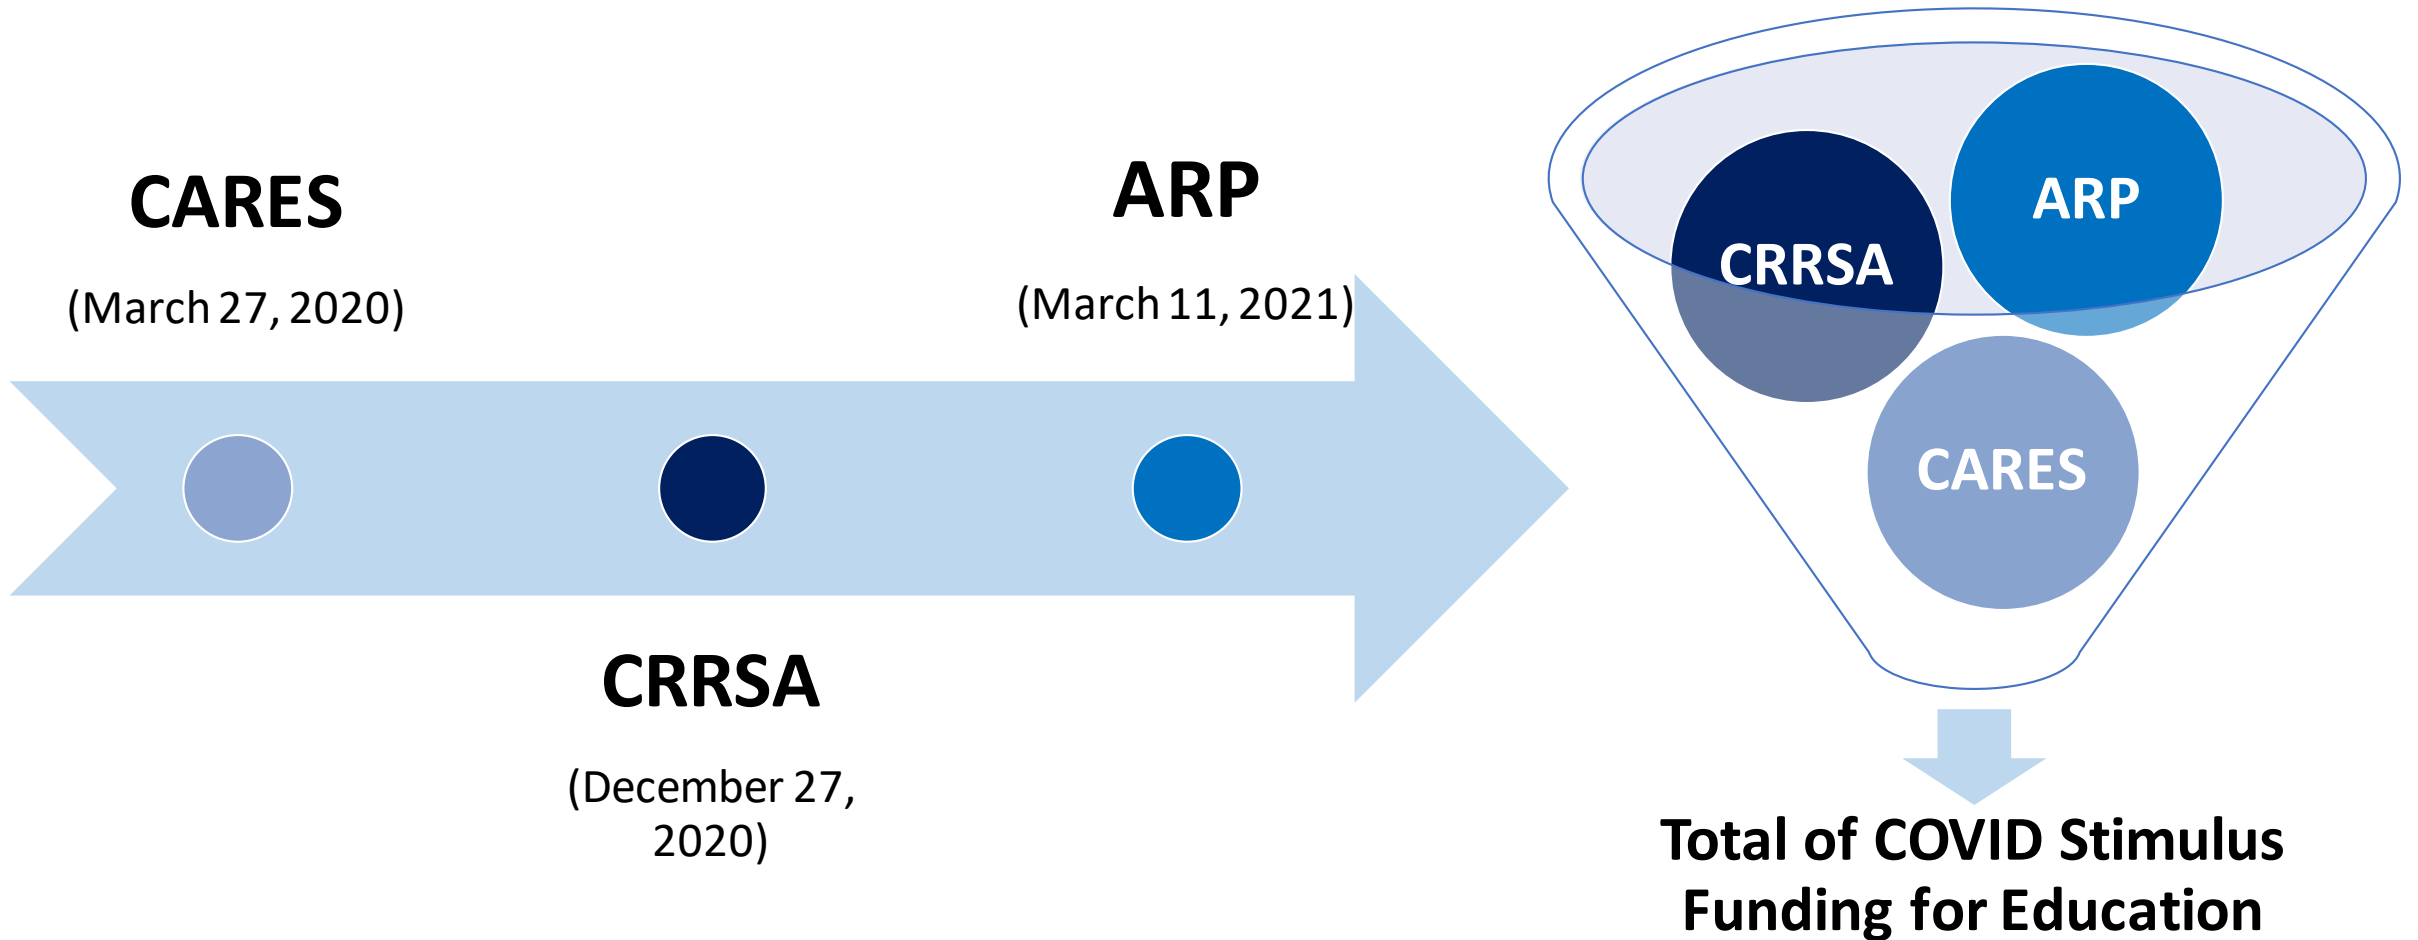 CARES
(March 27, 2020)
CRRSA
(December 27,
2020)
ARP
(March 11, 2021)
CRRSA
ARP
CARES
Total of COVID Stimulus
Funding for Education